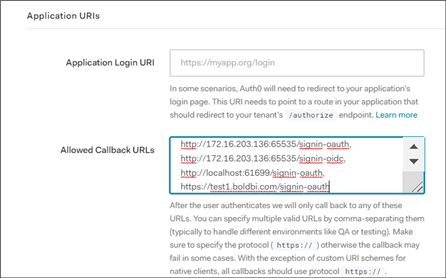 Application URIs
Application Login URI
https://myapp.org/login
In some scenarios, Auth0 will need to redirect to your application's
login page. This URI needs to point to a route in your application
that should redirect to your tenant's /authorize endpoint. Learn more
Allowed Callback URLs
http://172.16.203.136:65535/signin-oauth,
http://172.16.203.136:65535/signin-oidc,
http://localhost:61699/signin-oauth,
https://test1.boldbi.com/signin-oauth
After the user authenticates we will only call back to any of these
URLs. You can specify multiple valid URLs by comma-separating them
(typically to handle different environments like QA or testing). Make
sure to specify the protocol ( https:// ) otherwise the callback may
fail in some cases. With the exception of custom URI schemes for
native clients, all callbacks should use protocol https:// .